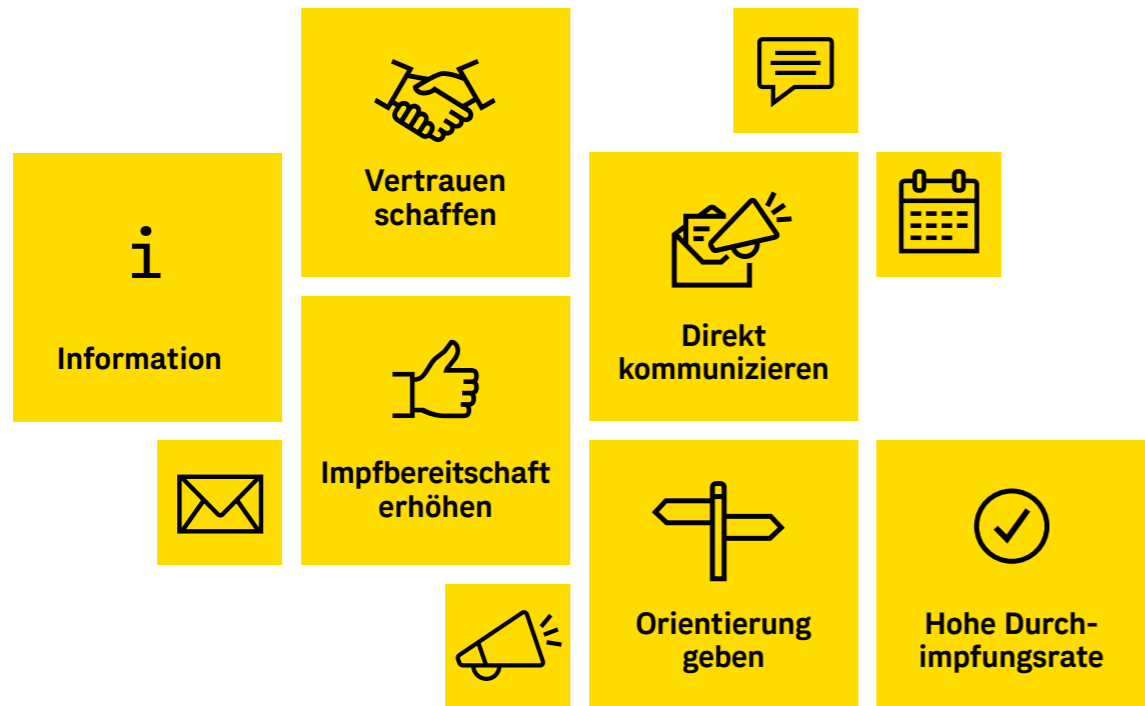 i
Information
Vertrauen
schaffen
Impfbereitschaft
erhöhen
Direkt
kommunizieren
Orientierung
geben
Hohe Durch-
impfungsrate